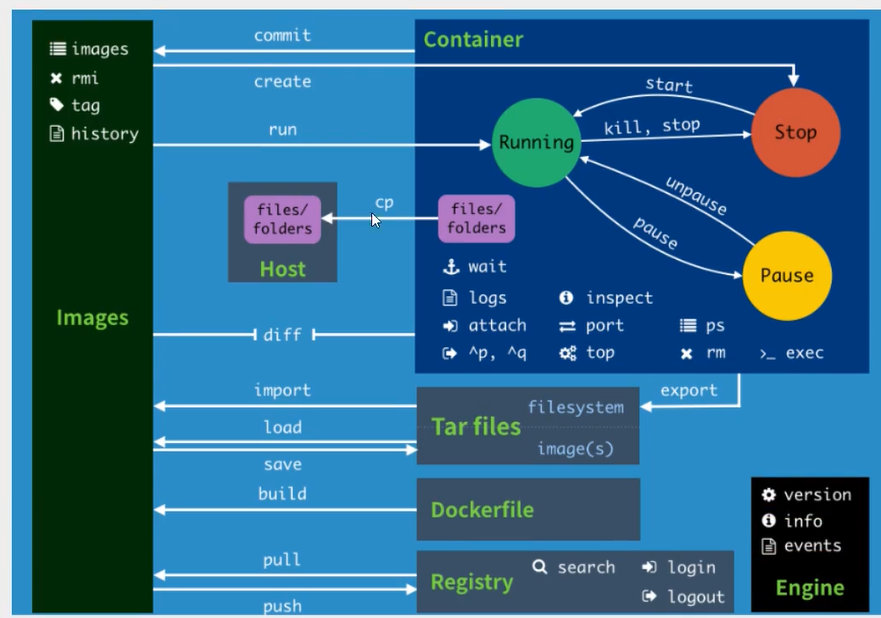 images
rmi
tag
history
Images
commit
create
run
Container
start
Running
kill, stop
Stop
unpause
pause
Pause
files/
folders
Host
cp
files/
folders
wait
logs
inspect
attach
port
ps
^p, ^q
top
rm
>_ exec
diff
import
export
load
save
Tar files
filesystem
image(s)
build
Dockerfile
pull
push
Registry
search
login
logout
version
info
events
Engine